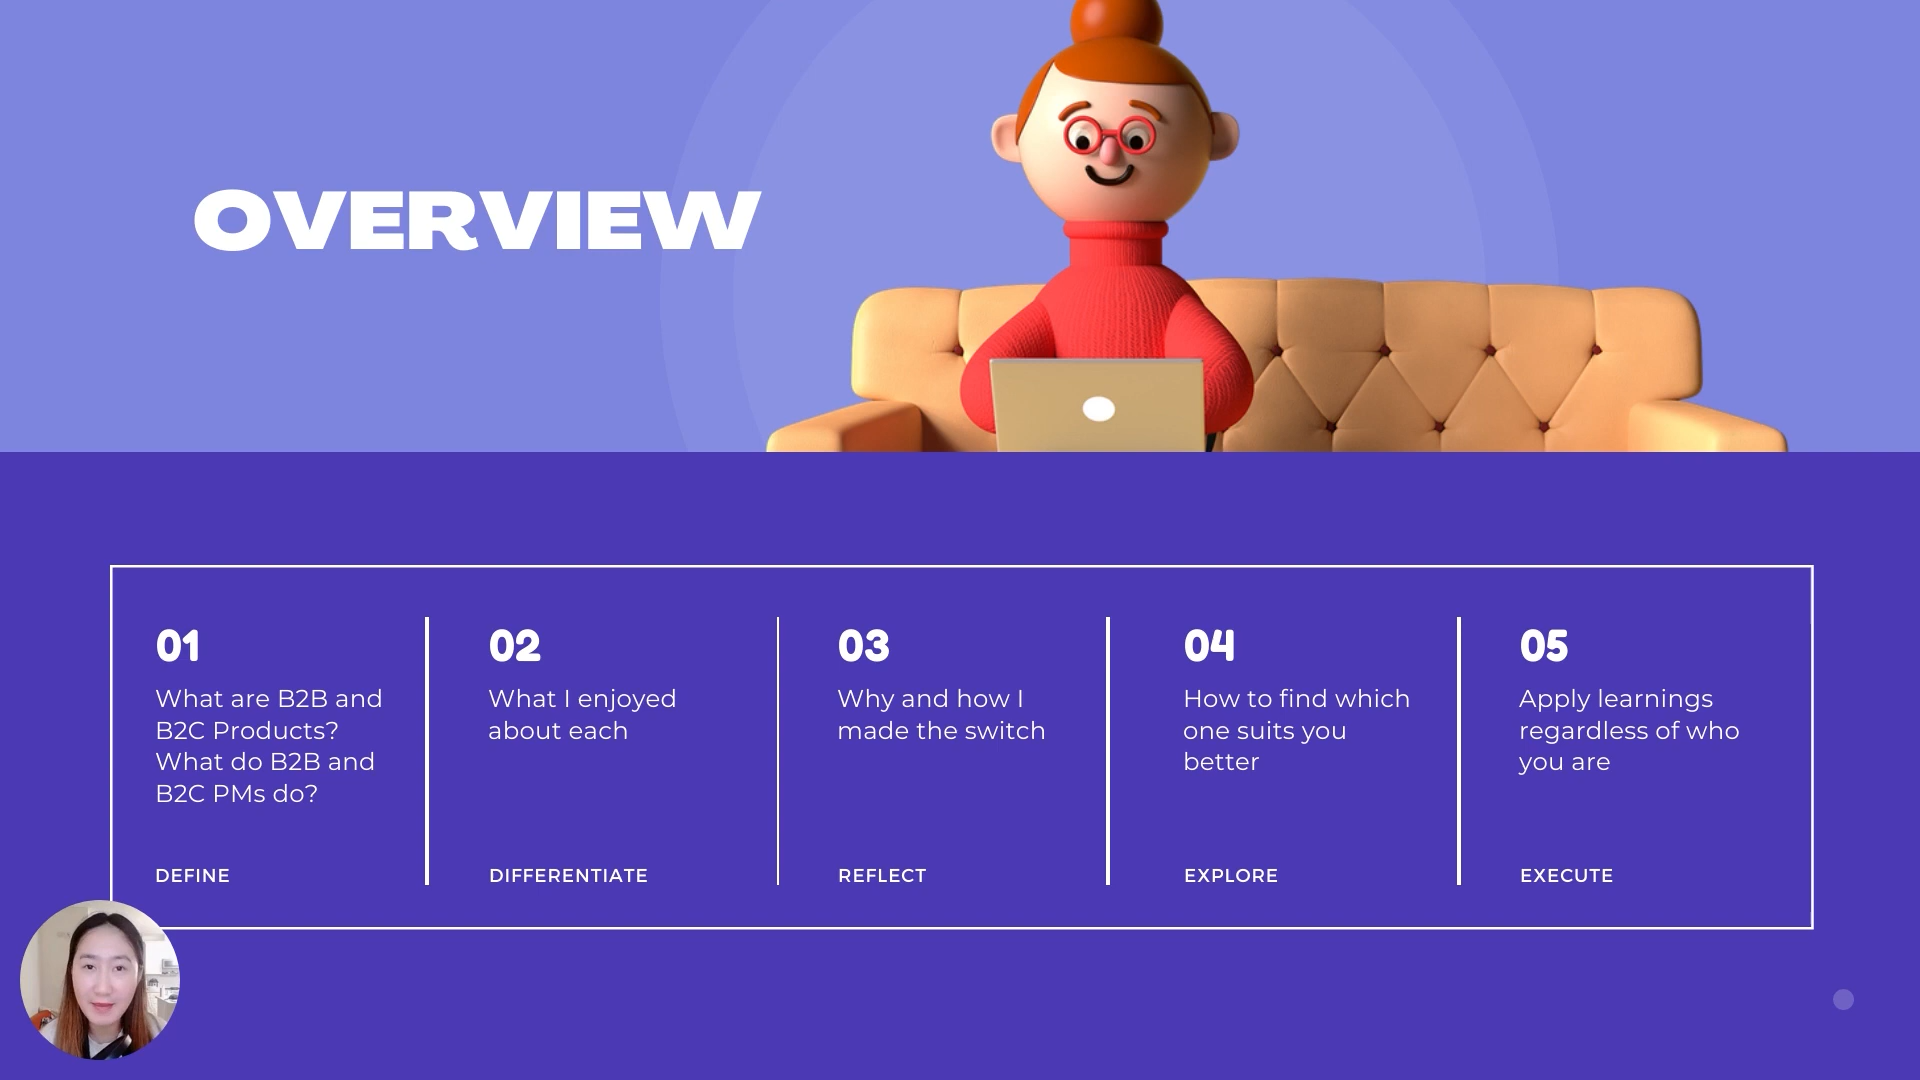 OVERVIEW
01
What are B2B and
B2C Products?
What do B2B and
B2C PMs do?
DEFINE
02
What I enjoyed
about each
DIFFERENTIATE
03
Why and how I
made the switch
REFLECT
04
How to find which
one suits you
better
EXPLORE
05
Apply learnings
regardless of who
you are
EXECUTE